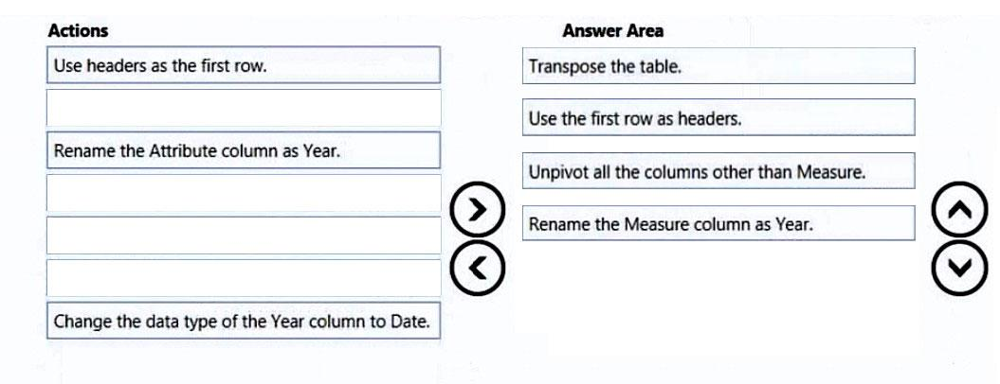 Actions
Answer Area
Use headers as the first row.
Transpose the table.
Use the first row as headers.
Rename the Attribute column as Year.
Unpivot all the columns other than Measure.
Rename the Measure column as Year.
Change the data type of the Year column to Date.